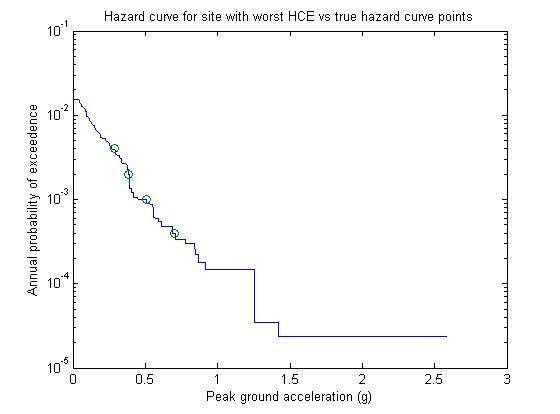 Hazard curve for site with worst HCE vs true hazard curve points
10^-1
10^-2
10^-3
10^-4
10^-5
Annual probability of exceedence
0 0.5 1 1.5 2 2.5 3
Peak ground acceleration (g)